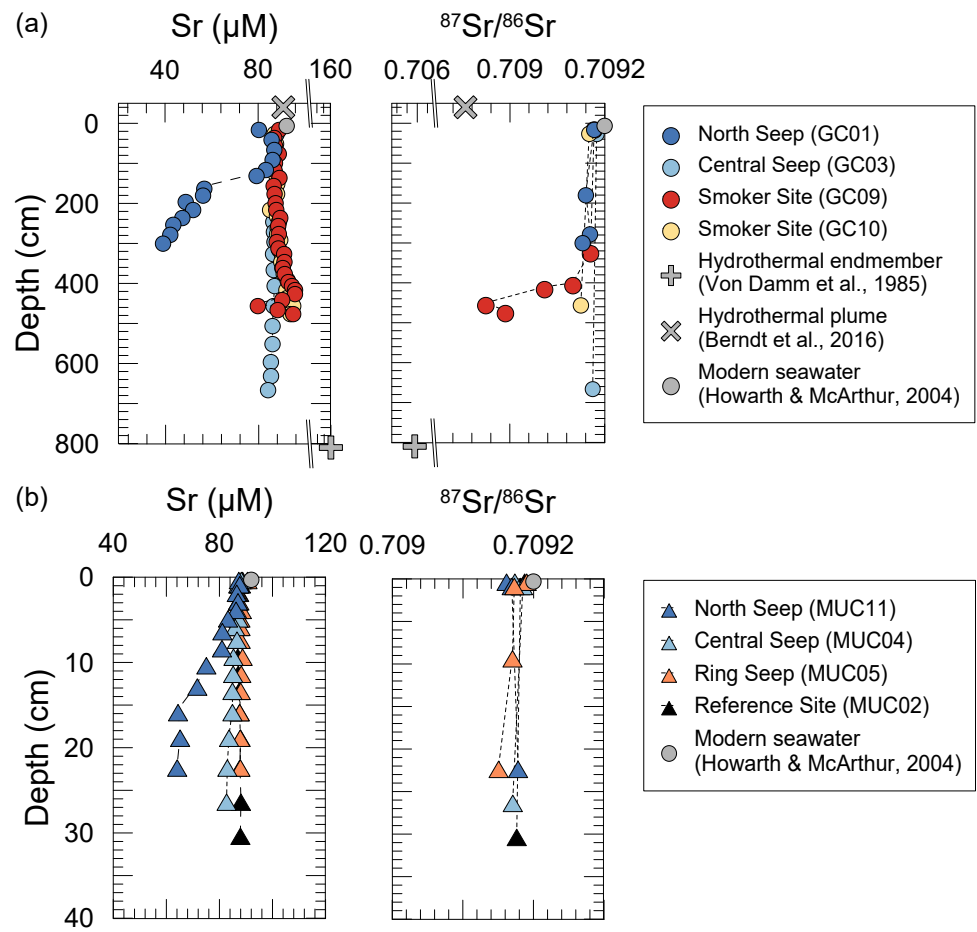 (a)
Sr (µM)
⁸⁷Sr/⁸⁶Sr
40 80 160
0.706 0.709 0.7092
0
200
400
600
800
Depth (cm)
North Seep (GC01)
Central Seep (GC03)
Smoker Site (GC09)
Smoker Site (GC10)
Hydrothermal endmember
(Von Damm et al., 1985)
Hydrothermal plume
(Berndt et al., 2016)
Modern seawater
(Howarth & McArthur, 2004)
(b)
Sr (µM)
⁸⁷Sr/⁸⁶Sr
40 80 120
0.709 0.7092
0
10
20
30
40
Depth (cm)
North Seep (MUC11)
Central Seep (MUC04)
Ring Seep (MUC05)
Reference Site (MUC02)
Modern seawater
(Howarth & McArthur, 2004)